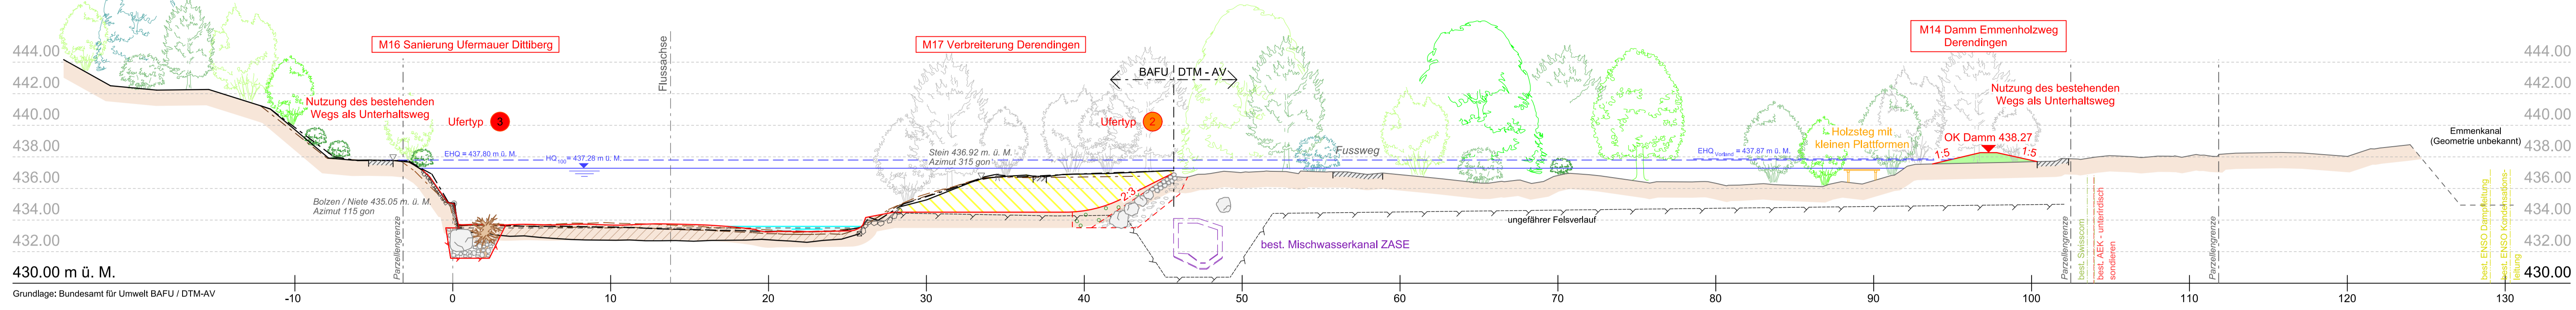 444.00
442.00
440.00
438.00
436.00
434.00
432.00
430.00 m ü. M.
Grundlage: Bundesamt für Umwelt BAFU / DTM-AV
M16 Sanierung Ufermauer Dittiberg
Nutzung des bestehenden
Wegs als Unterhaltsweg
Ufertyp 3
EHQ = 437.80 m ü. M.
HQ100 = 437.28 m ü. M.
Bolzen / Niete 435.05 m. ü. M.
Azimut 115 gon
Parzellengrenze
Flussachse
M17 Verbreiterung Derendingen
BAFU DTM - AV
Ufertyp 2
Stein 436.92 m. ü. M.
Azimut 315 gon
2:3
Fussweg
best. Mischwasserkanal ZASE
ungefährer Felsverlauf
EHQ Vorland = 437.87 m ü. M.
Holzsteg mit
kleinen Plattformen
M14 Damm Emmenholzweg
Derendingen
Nutzung des bestehenden
Wegs als Unterhaltsweg
OK Damm 438.27
1:5
1:5
Parzellengrenze
best. Swisscom
best. AEK - unterirdisch
sondieren
Parzellengrenze
Emmenkanal
(Geometrie unbekannt)
best. ENSO Dampfleitung
best. ENSO Kondensations-
leitung
444.00
442.00
440.00
438.00
436.00
434.00
432.00
430.00
-10
0
10
20
30
40
50
60
70
80
90
100
110
120
130